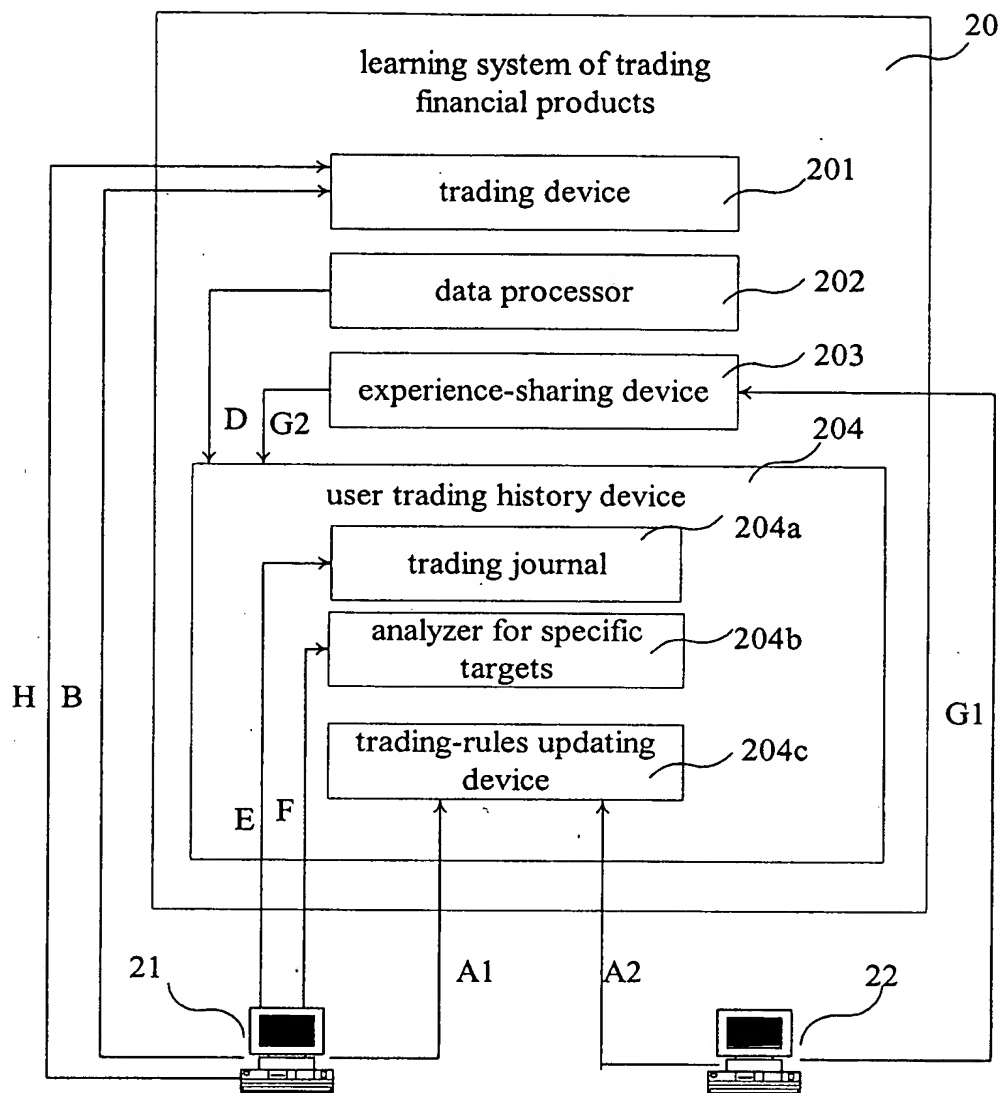 20
learning system of trading
financial products
201
trading device
202
data processor
203
experience-sharing device
D
G2
204
user trading history device
204a
trading journal
analyzer for specific
targets
204b
H
B
G1
trading-rules updating
device
204c
E
F
21
A1
A2
22